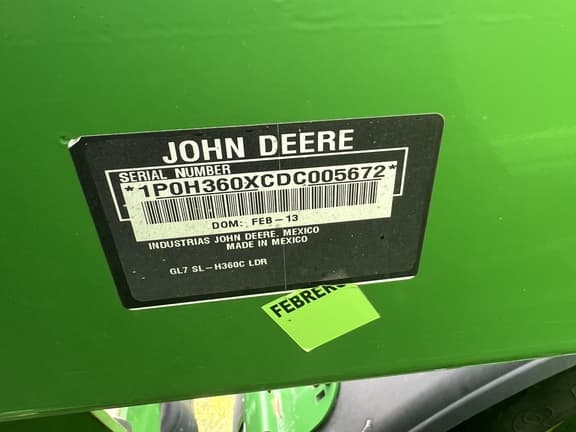 JOHN DEERE
SERIAL NUMBER
*1P0H360XCDC005672*
DOM: FEB-13
INDUSTRIAS JOHN DEERE, MEXICO
MADE IN MEXICO
GL7 SL-H360C LDR
FEBRERO